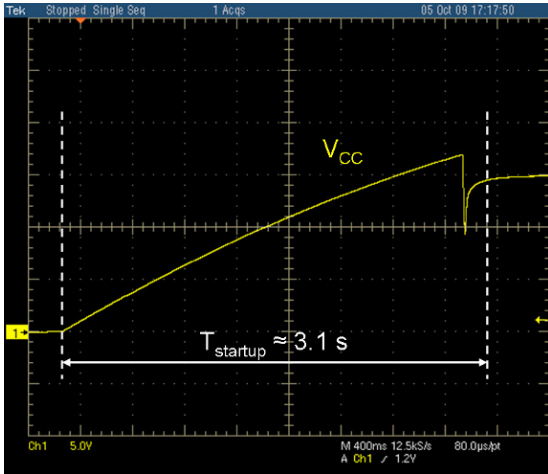 Tek Stopped Single Seq 1 Acqs 05 Oct 09 17:17:50
VCC
1
Tstartup ≈ 3.1 s
Ch1 5.0V M 400ms 12.5kS/s 80.0µs/pt
A Ch1 / 1.2V